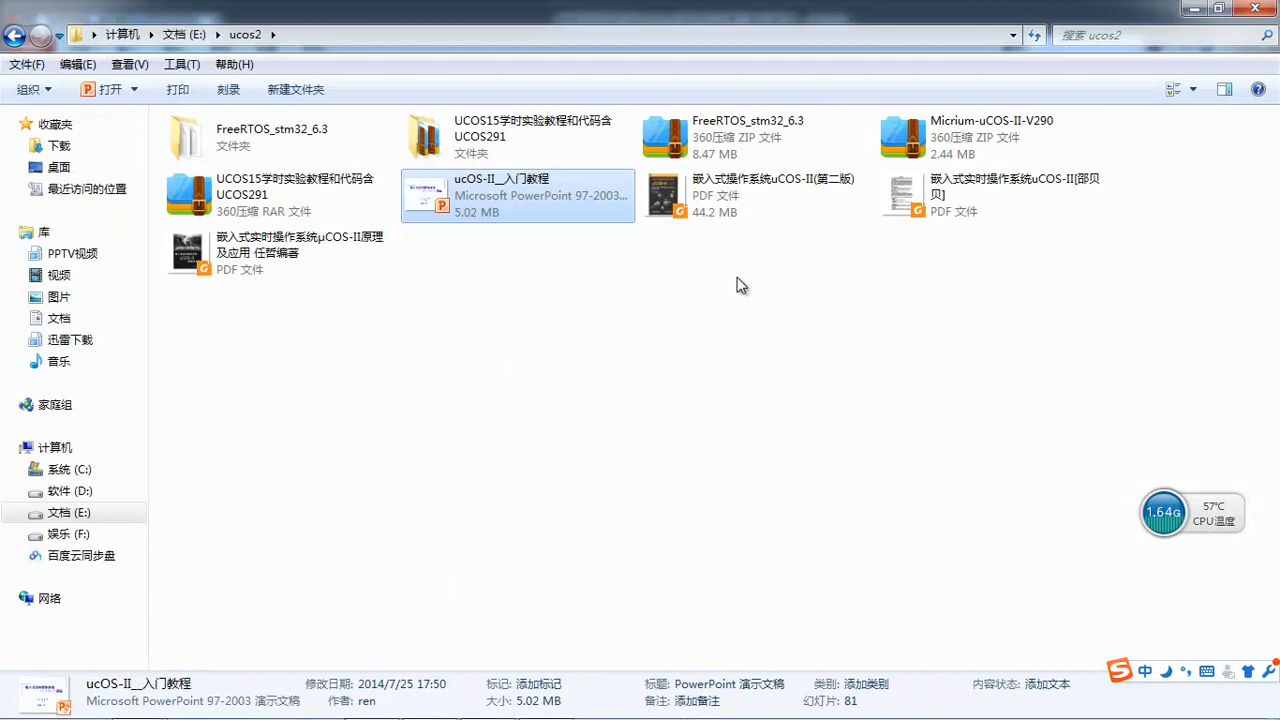 计算机 文档 (E:) ucos2 搜索 ucos2
文件(F) 编辑(E) 查看(V) 工具(T) 帮助(H)
组织 打开 打印 刻录 新建文件夹
收藏夹
下载
桌面
最近访问的位置
库
PPTV视频
视频
图片
文档
迅雷下载
音乐
家庭组
计算机
系统 (C:)
软件 (D:)
文档 (E:)
娱乐 (F:)
百度云同步盘
网络
FreeRTOS_stm32_6.3
文件夹
UCOS15学时实验教程和代码含
UCOS291
文件夹
FreeRTOS_stm32_6.3
360压缩 ZIP 文件
8.47 MB
Micrium-uCOS-II-V290
360压缩 ZIP 文件
2.44 MB
UCOS15学时实验教程和代码含
UCOS291
360压缩 RAR 文件
ucOS-II__入门教程
Microsoft PowerPoint 97-2003...
5.02 MB
嵌入式操作系统uCOS-II(第二版)
PDF 文件
44.2 MB
嵌入式实时操作系统uCOS-II[邵贝
贝]
PDF 文件
嵌入式实时操作系统μCOS-II原理
及应用 任哲编著
PDF 文件
1.64G
57℃
CPU温度
中
ucOS-II__入门教程 修改日期: 2014/7/25 17:50 标记: 添加标记 标题: PowerPoint 演示文稿 类别: 添加类别 内容状态: 添加文本
Microsoft PowerPoint 97-2003 演示文稿 作者: ren 大小: 5.02 MB 备注: 添加备注 幻灯片: 81